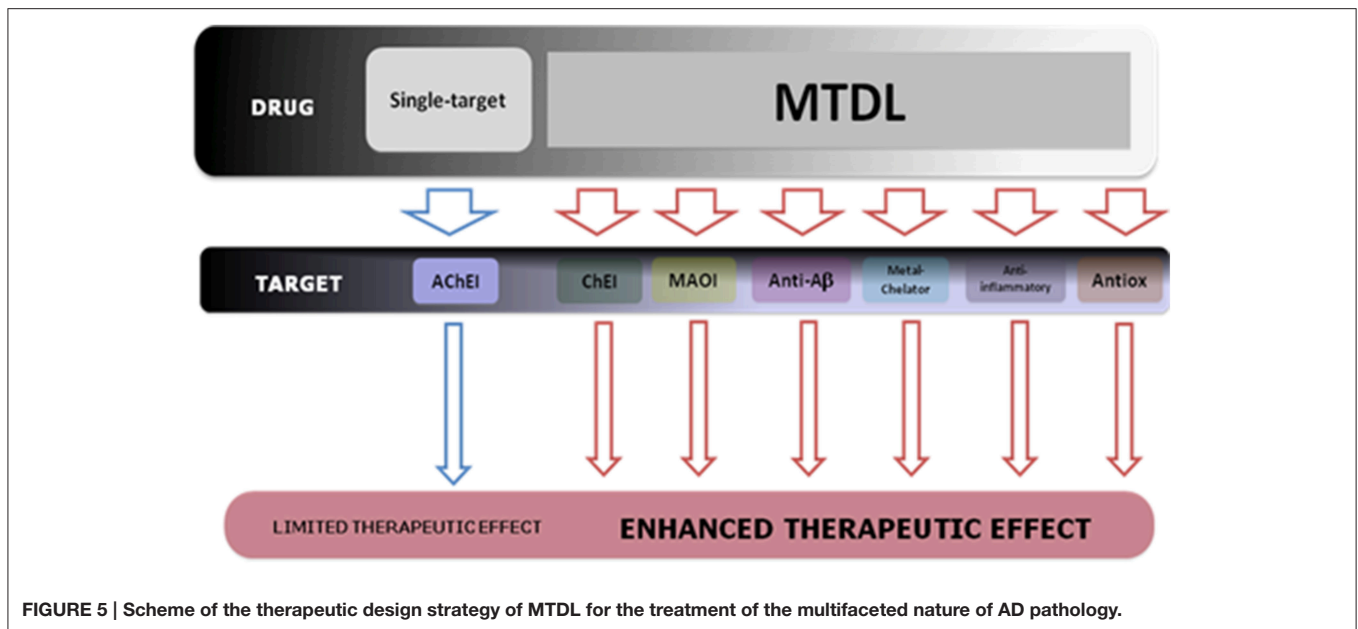 DRUG
Single-target
MTDL
TARGET
AChEI
ChEI
MAOI
Anti-Aβ
Metal-
Chelator
Anti-
inflammatory
Antiox
LIMITED THERAPEUTIC EFFECT
ENHANCED THERAPEUTIC EFFECT
FIGURE 5 | Scheme of the therapeutic design strategy of MTDL for the treatment of the multifaceted nature of AD pathology.